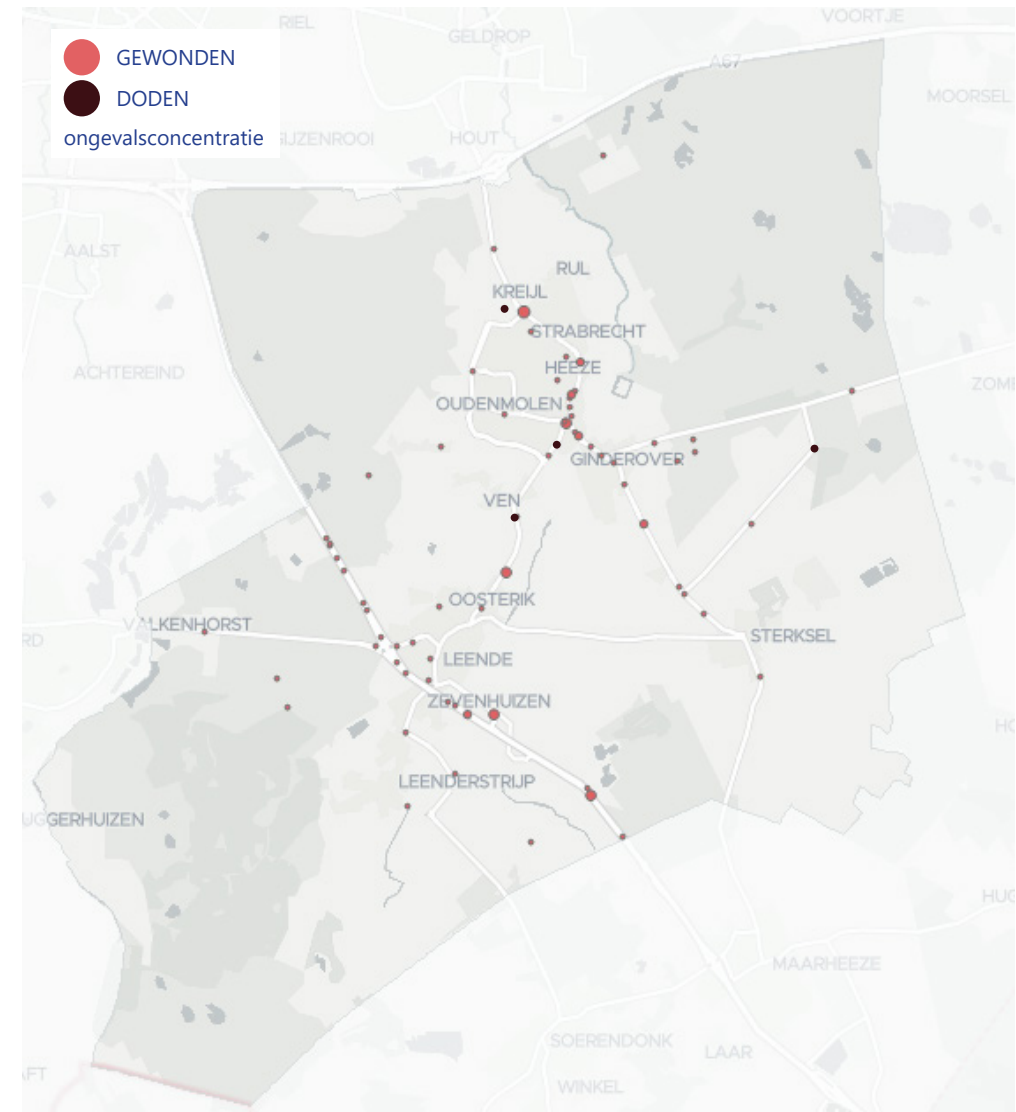 RIEL
VOORTJE
GELDROP
GEWONDEN
A67
DODEN
MOORSEL
ongevalsconcentratie
HOUT
AALST
RUL
KREIJL
STRABRECHT
HEEZE
ACHTEREIND
OUDENMOLEN
GINDEROVER
VEN
OOSTERIK
VALKENHORST
STERKSEL
LEENDE
ZEVENHUIZEN
LEENDERSTRIJP
UGGERHUIZEN
MAARHEEZE
SOERENDONK
LAAR
WINKEL